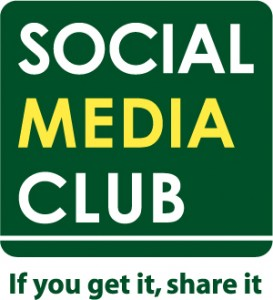 SOCIAL
MEDIA
CLUB
If you get it, share it